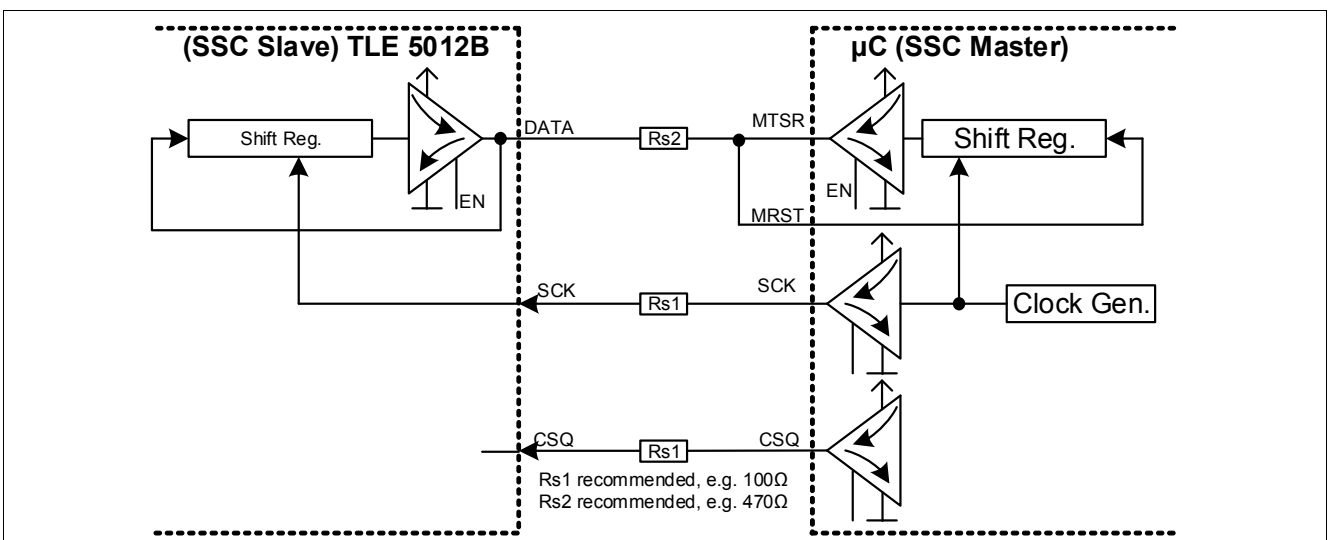 (SSC Slave) TLE 5012B
µC (SSC Master)
Shift Reg.
DATA
Rs2
MTSR
Shift Reg.
EN
EN
MRST
SCK
Rs1
SCK
Clock Gen.
CSQ
Rs1
CSQ
Rs1 recommended, e.g. 100Ω
Rs2 recommended, e.g. 470Ω